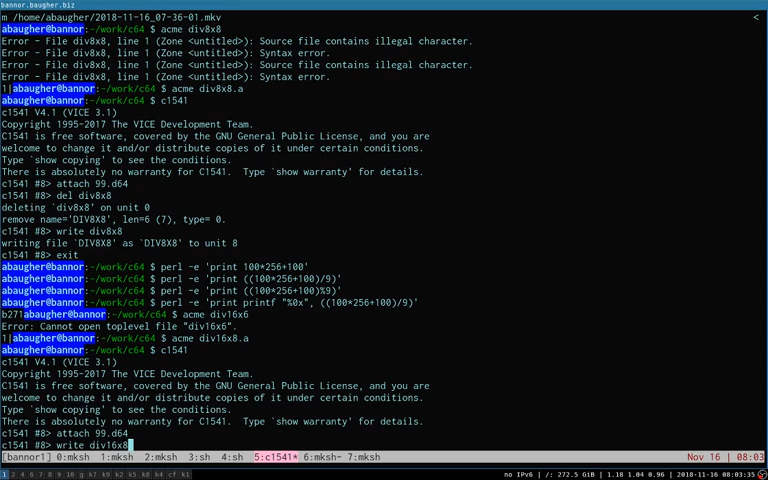 bannor.baugher.biz
m /home/abaugher/2018-11-16_07-36-01.mkv <
abaugher@bannor:~/work/c64 $ acme div8x8
Error - File div8x8, line 1 (Zone <untitled>): Source file contains illegal character.
Error - File div8x8, line 1 (Zone <untitled>): Syntax error.
Error - File div8x8, line 1 (Zone <untitled>): Source file contains illegal character.
Error - File div8x8, line 1 (Zone <untitled>): Syntax error.
1|abaugher@bannor:~/work/c64 $ acme div8x8.a
abaugher@bannor:~/work/c64 $ c1541
c1541 V4.1 (VICE 3.1)
Copyright 1995-2017 The VICE Development Team.
C1541 is free software, covered by the GNU General Public License, and you are
welcome to change it and/or distribute copies of it under certain conditions.
Type `show copying' to see the conditions.
There is absolutely no warranty for C1541.  Type `show warranty' for details.
c1541 #8> attach 99.d64
c1541 #8> del div8x8
deleting `div8x8' on unit 0
remove name='DIV8X8', len=6 (7), type= 0.
c1541 #8> write div8x8
writing file `DIV8X8' as `DIV8X8' to unit 8
c1541 #8> exit
abaugher@bannor:~/work/c64 $ perl -e 'print 100*256+100'
abaugher@bannor:~/work/c64 $ perl -e 'print ((100*256+100)/9)'
abaugher@bannor:~/work/c64 $ perl -e 'print ((100*256+100)%9)'
abaugher@bannor:~/work/c64 $ perl -e 'print printf "%0x", ((100*256+100)/9)'
b271abaugher@bannor:~/work/c64 $ acme div16x6
Error: Cannot open toplevel file "div16x6".
1|abaugher@bannor:~/work/c64 $ acme div16x8.a
abaugher@bannor:~/work/c64 $ c1541
c1541 V4.1 (VICE 3.1)
Copyright 1995-2017 The VICE Development Team.
C1541 is free software, covered by the GNU General Public License, and you are
welcome to change it and/or distribute copies of it under certain conditions.
Type `show copying' to see the conditions.
There is absolutely no warranty for C1541.  Type `show warranty' for details.
c1541 #8> attach 99.d64
c1541 #8> write div16x8
[bannor1] 0:mksh  1:mksh  2:mksh  3:sh  4:sh  5:c1541* 6:mksh- 7:mksh Nov 16 | 08:03
1 2 4 5 6 7 8 9 10 g k7 k9 k2 k5 k8 k4 cf k1 no IPv6 | /: 272.5 GiB | 1.18 1.04 0.96 | 2018-11-16 08:03:35